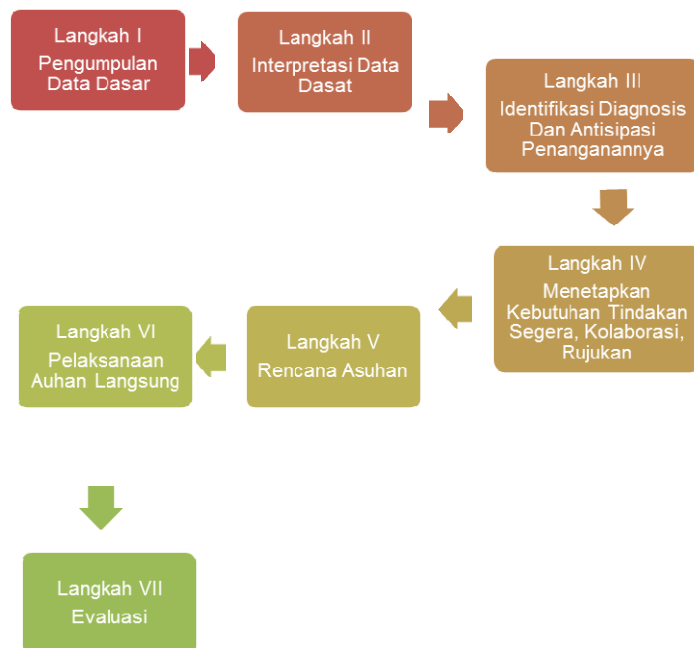 Langkah I
Pengumpulan
Data Dasar
Langkah II
Interpretasi Data
Dasat
Langkah III
Identifikasi Diagnosis
Dan Antisipasi
Penanganannya
Langkah IV
Menetapkan
Kebutuhan Tindakan
Segera, Kolaborasi,
Rujukan
Langkah V
Rencana Asuhan
Langkah VI
Pelaksanaan
Auhan Langsung
Langkah VII
Evaluasi